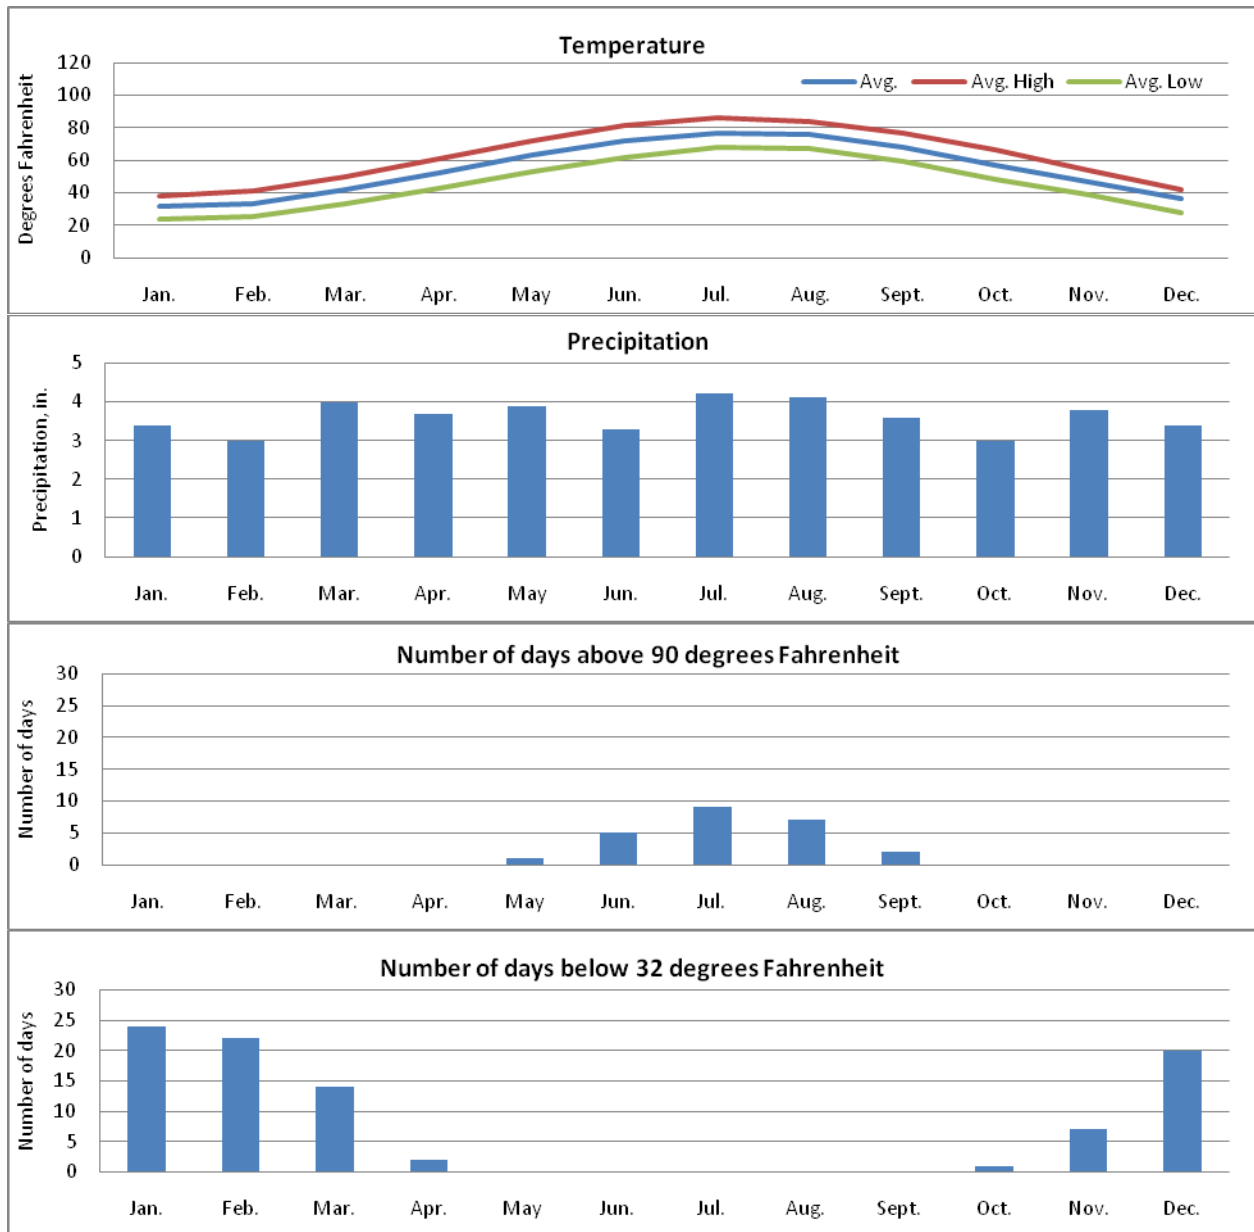 Temperature
Degrees Fahrenheit
120
100
80
60
40
20
0
Avg. Avg. High Avg. Low
Jan. Feb. Mar. Apr. May Jun. Jul. Aug. Sept. Oct. Nov. Dec.
Precipitation
Precipitation, in.
5
4
3
2
1
0
Jan. Feb. Mar. Apr. May Jun. Jul. Aug. Sept. Oct. Nov. Dec.
Number of days above 90 degrees Fahrenheit
Number of days
30
25
20
15
10
5
0
Jan. Feb. Mar. Apr. May Jun. Jul. Aug. Sept. Oct. Nov. Dec.
Number of days below 32 degrees Fahrenheit
Number of days
30
25
20
15
10
5
0
Jan. Feb. Mar. Apr. May Jun. Jul. Aug. Sept. Oct. Nov. Dec.